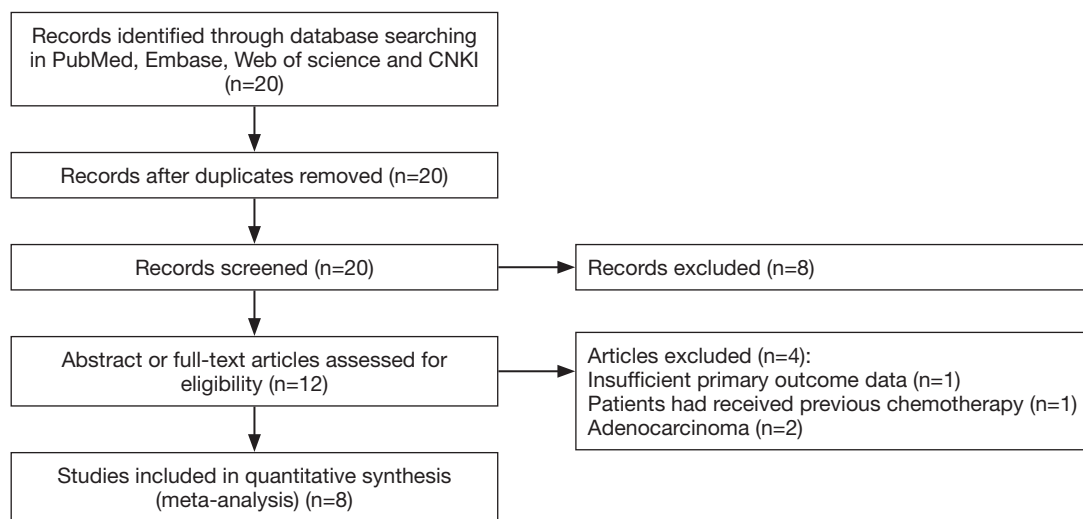 Records identified through database searching
in PubMed, Embase, Web of science and CNKI
(n=20)
Records after duplicates removed (n=20)
Records screened (n=20)
Records excluded (n=8)
Abstract or full-text articles assessed for
eligibility (n=12)
Articles excluded (n=4):
Insufficient primary outcome data (n=1)
Patients had received previous chemotherapy (n=1)
Adenocarcinoma (n=2)
Studies included in quantitative synthesis
(meta-analysis) (n=8)